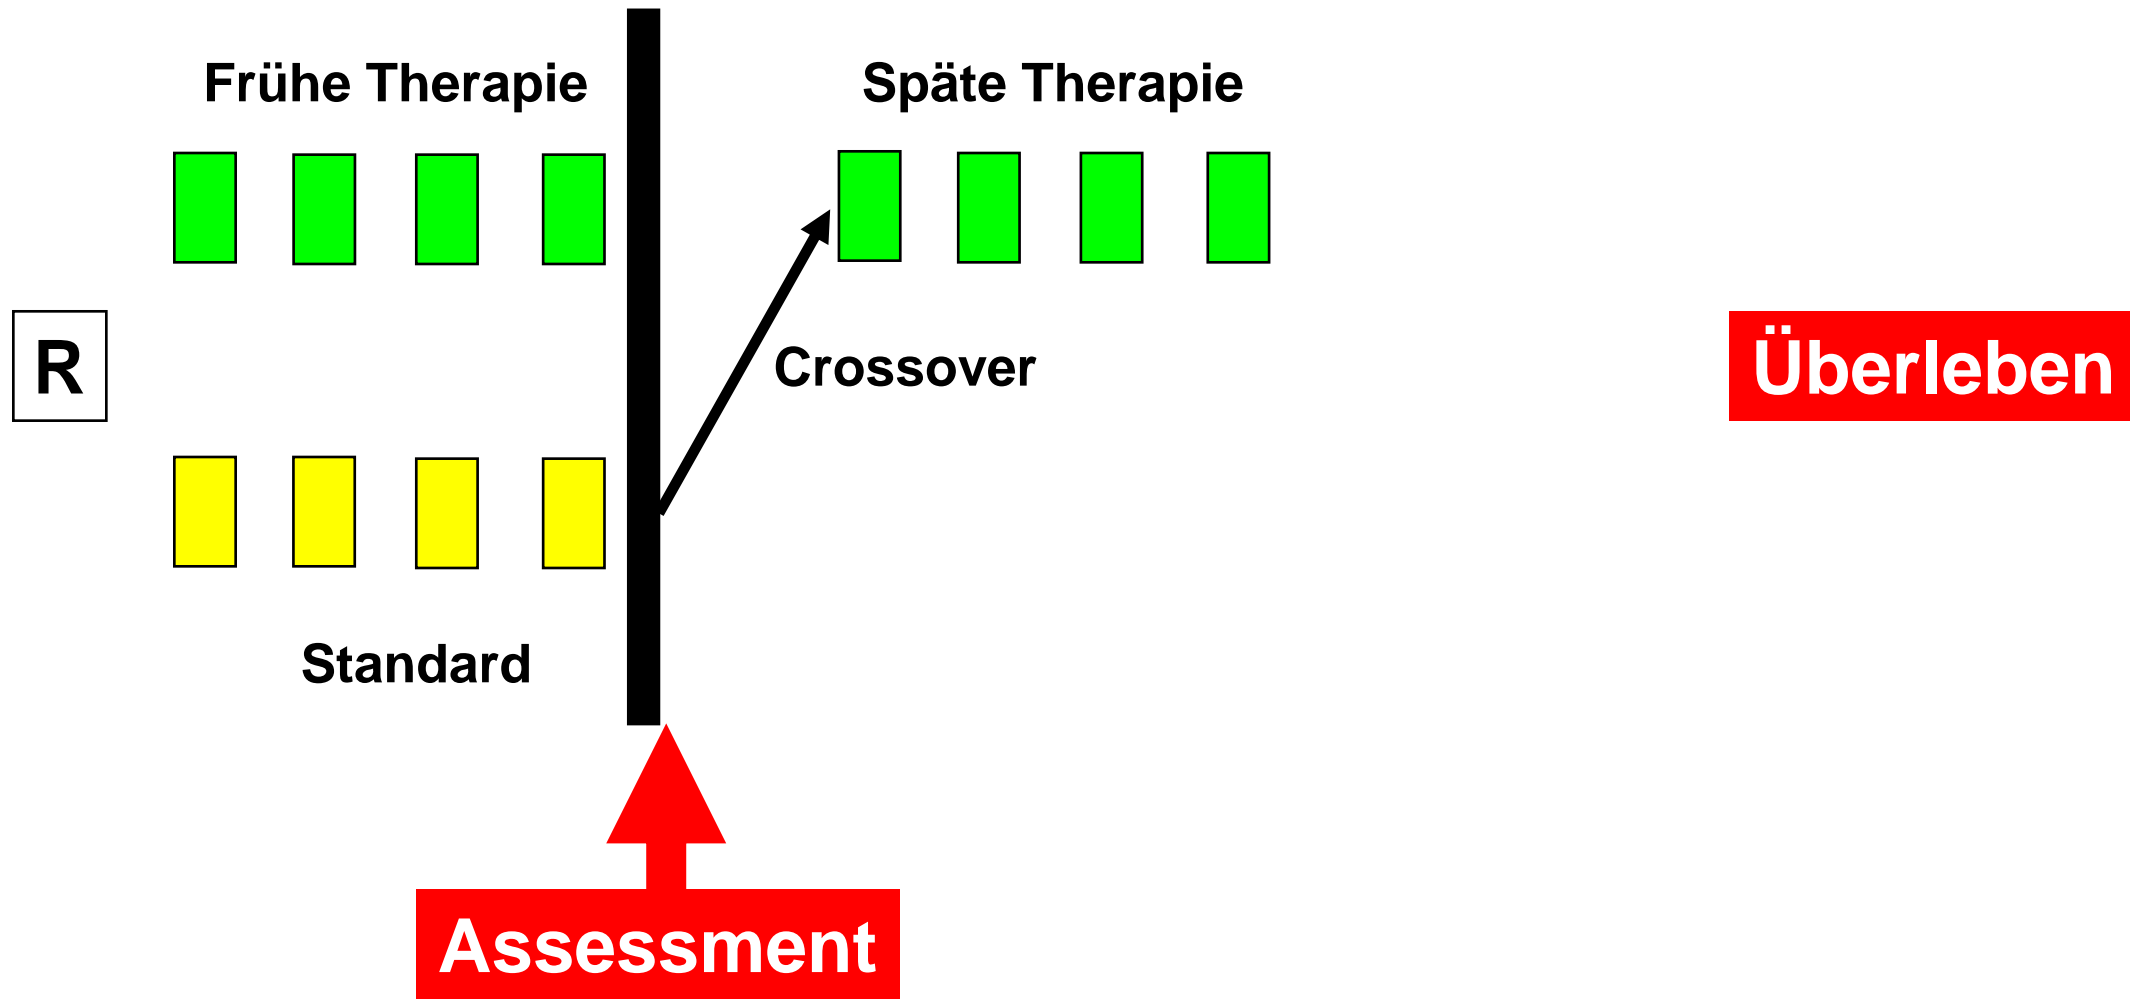 Frühe Therapie
Späte Therapie
R
Crossover
Überleben
Standard
Assessment